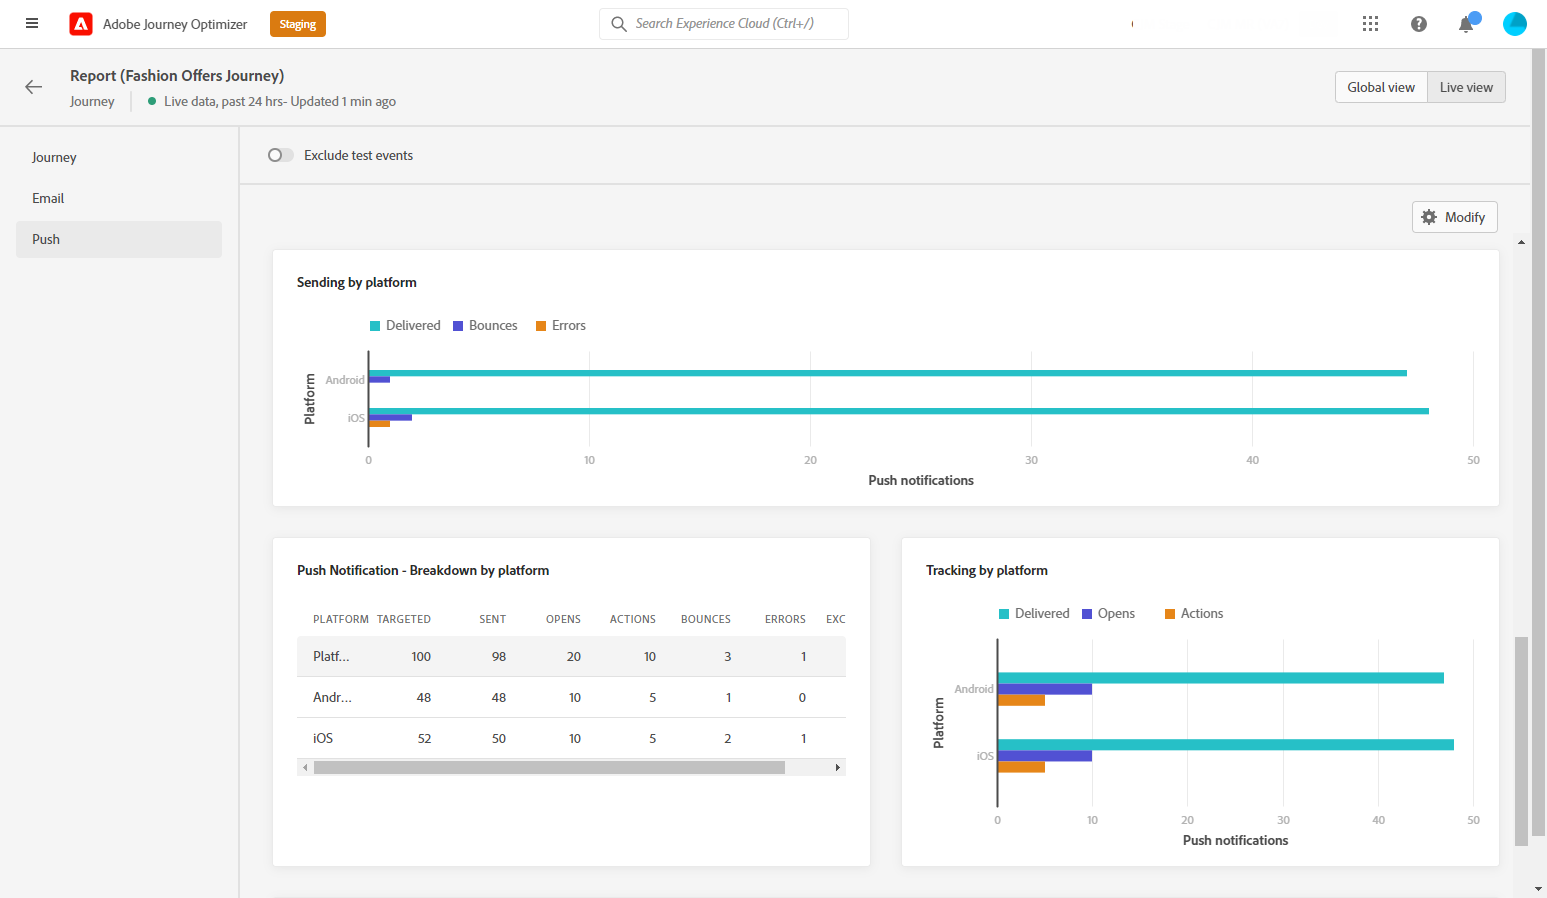 Adobe Journey Optimizer
Staging
Search Experience Cloud (Ctrl+/)
Report (Fashion Offers Journey)
Journey
Live data, past 24 hrs- Updated 1 min ago
Global view
Live view
Journey
Email
Push
Exclude test events
Modify
Sending by platform
Delivered Bounces Errors
Platform
Android
iOS
0 10 20 30 40 50
Push notifications
Push Notification - Breakdown by platform
PLATFORM TARGETED SENT OPENS ACTIONS BOUNCES ERRORS EXC
Platf... 100 98 20 10 3 1
Andr... 48 48 10 5 1 0
iOS 52 50 10 5 2 1
Tracking by platform
Delivered Opens Actions
Platform
Android
iOS
0 10 20 30 40 50
Push notifications